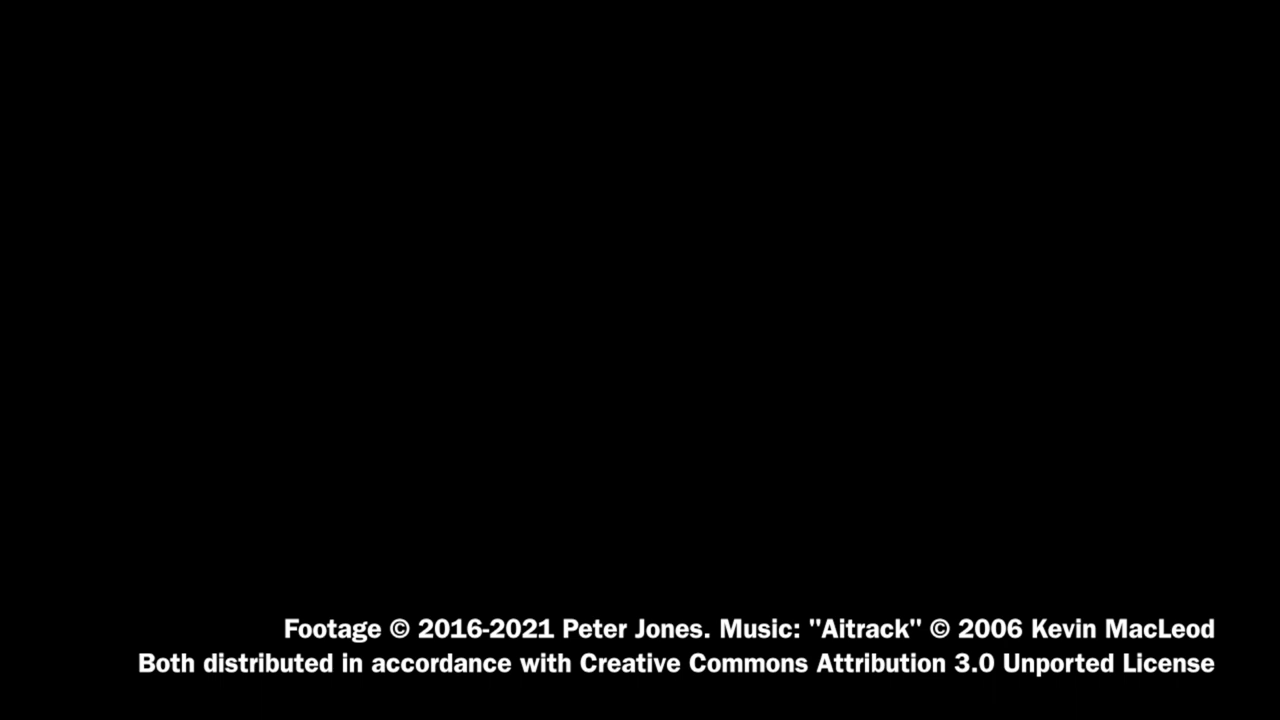 Footage © 2016-2021 Peter Jones. Music: "Aitrack" © 2006 Kevin MacLeod
Both distributed in accordance with Creative Commons Attribution 3.0 Unported License